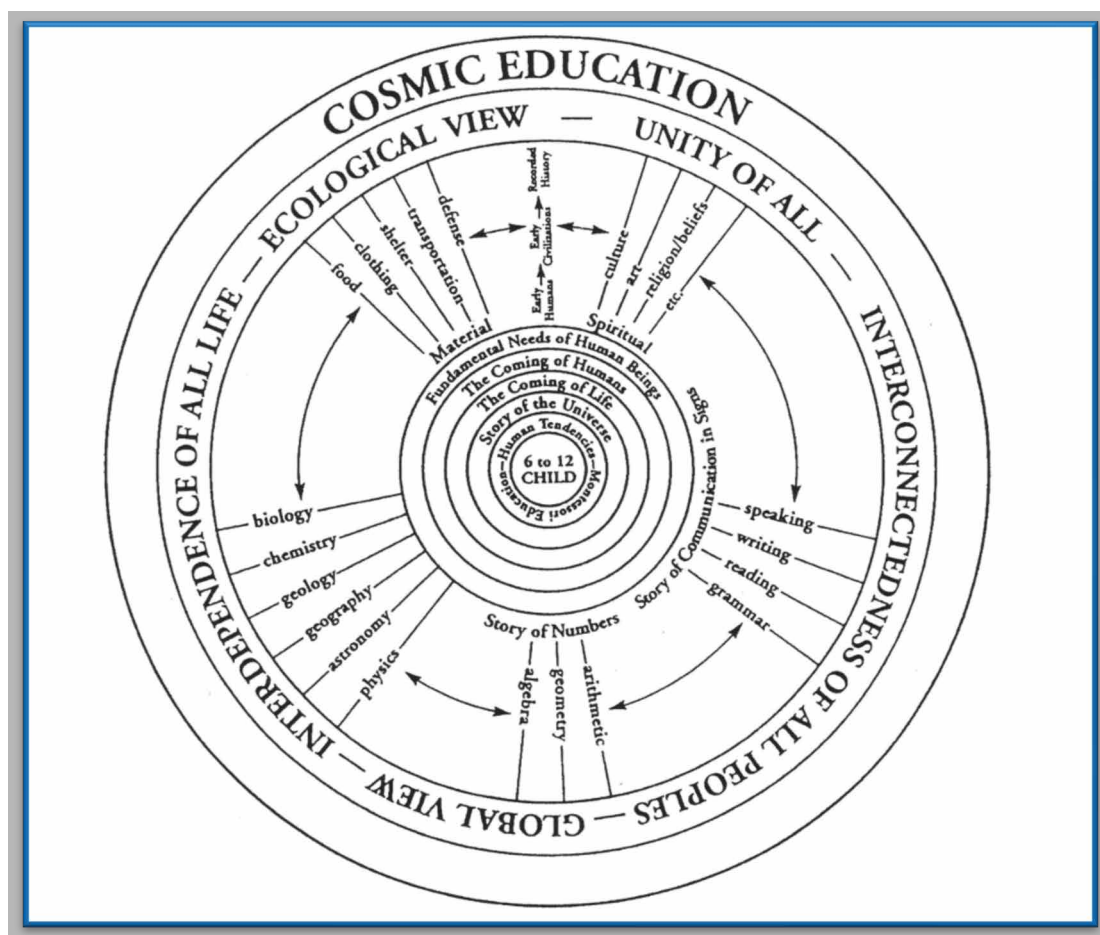 COSMIC EDUCATION
ECOLOGICAL VIEW — UNITY OF ALL — INTERCONNECTEDNESS OF ALL PEOPLES — GLOBAL VIEW — INTERDEPENDENCE OF ALL LIFE —
food
clothing
shelter
transportation
defense
Material
Recorded History
Early Civilizations
Early Humans
culture
art
religion/beliefs
etc.
Spiritual
Fundamental Needs of Human Beings
The Coming of Humans
The Coming of Life
Story of the Universe
Human Tendencies—Montessori Education—
6 to 12
CHILD
Story of Communication in Signs
speaking
writing
reading
grammar
Story of Numbers
arithmetic
geometry
algebra
biology
chemistry
geology
geography
astronomy
physics